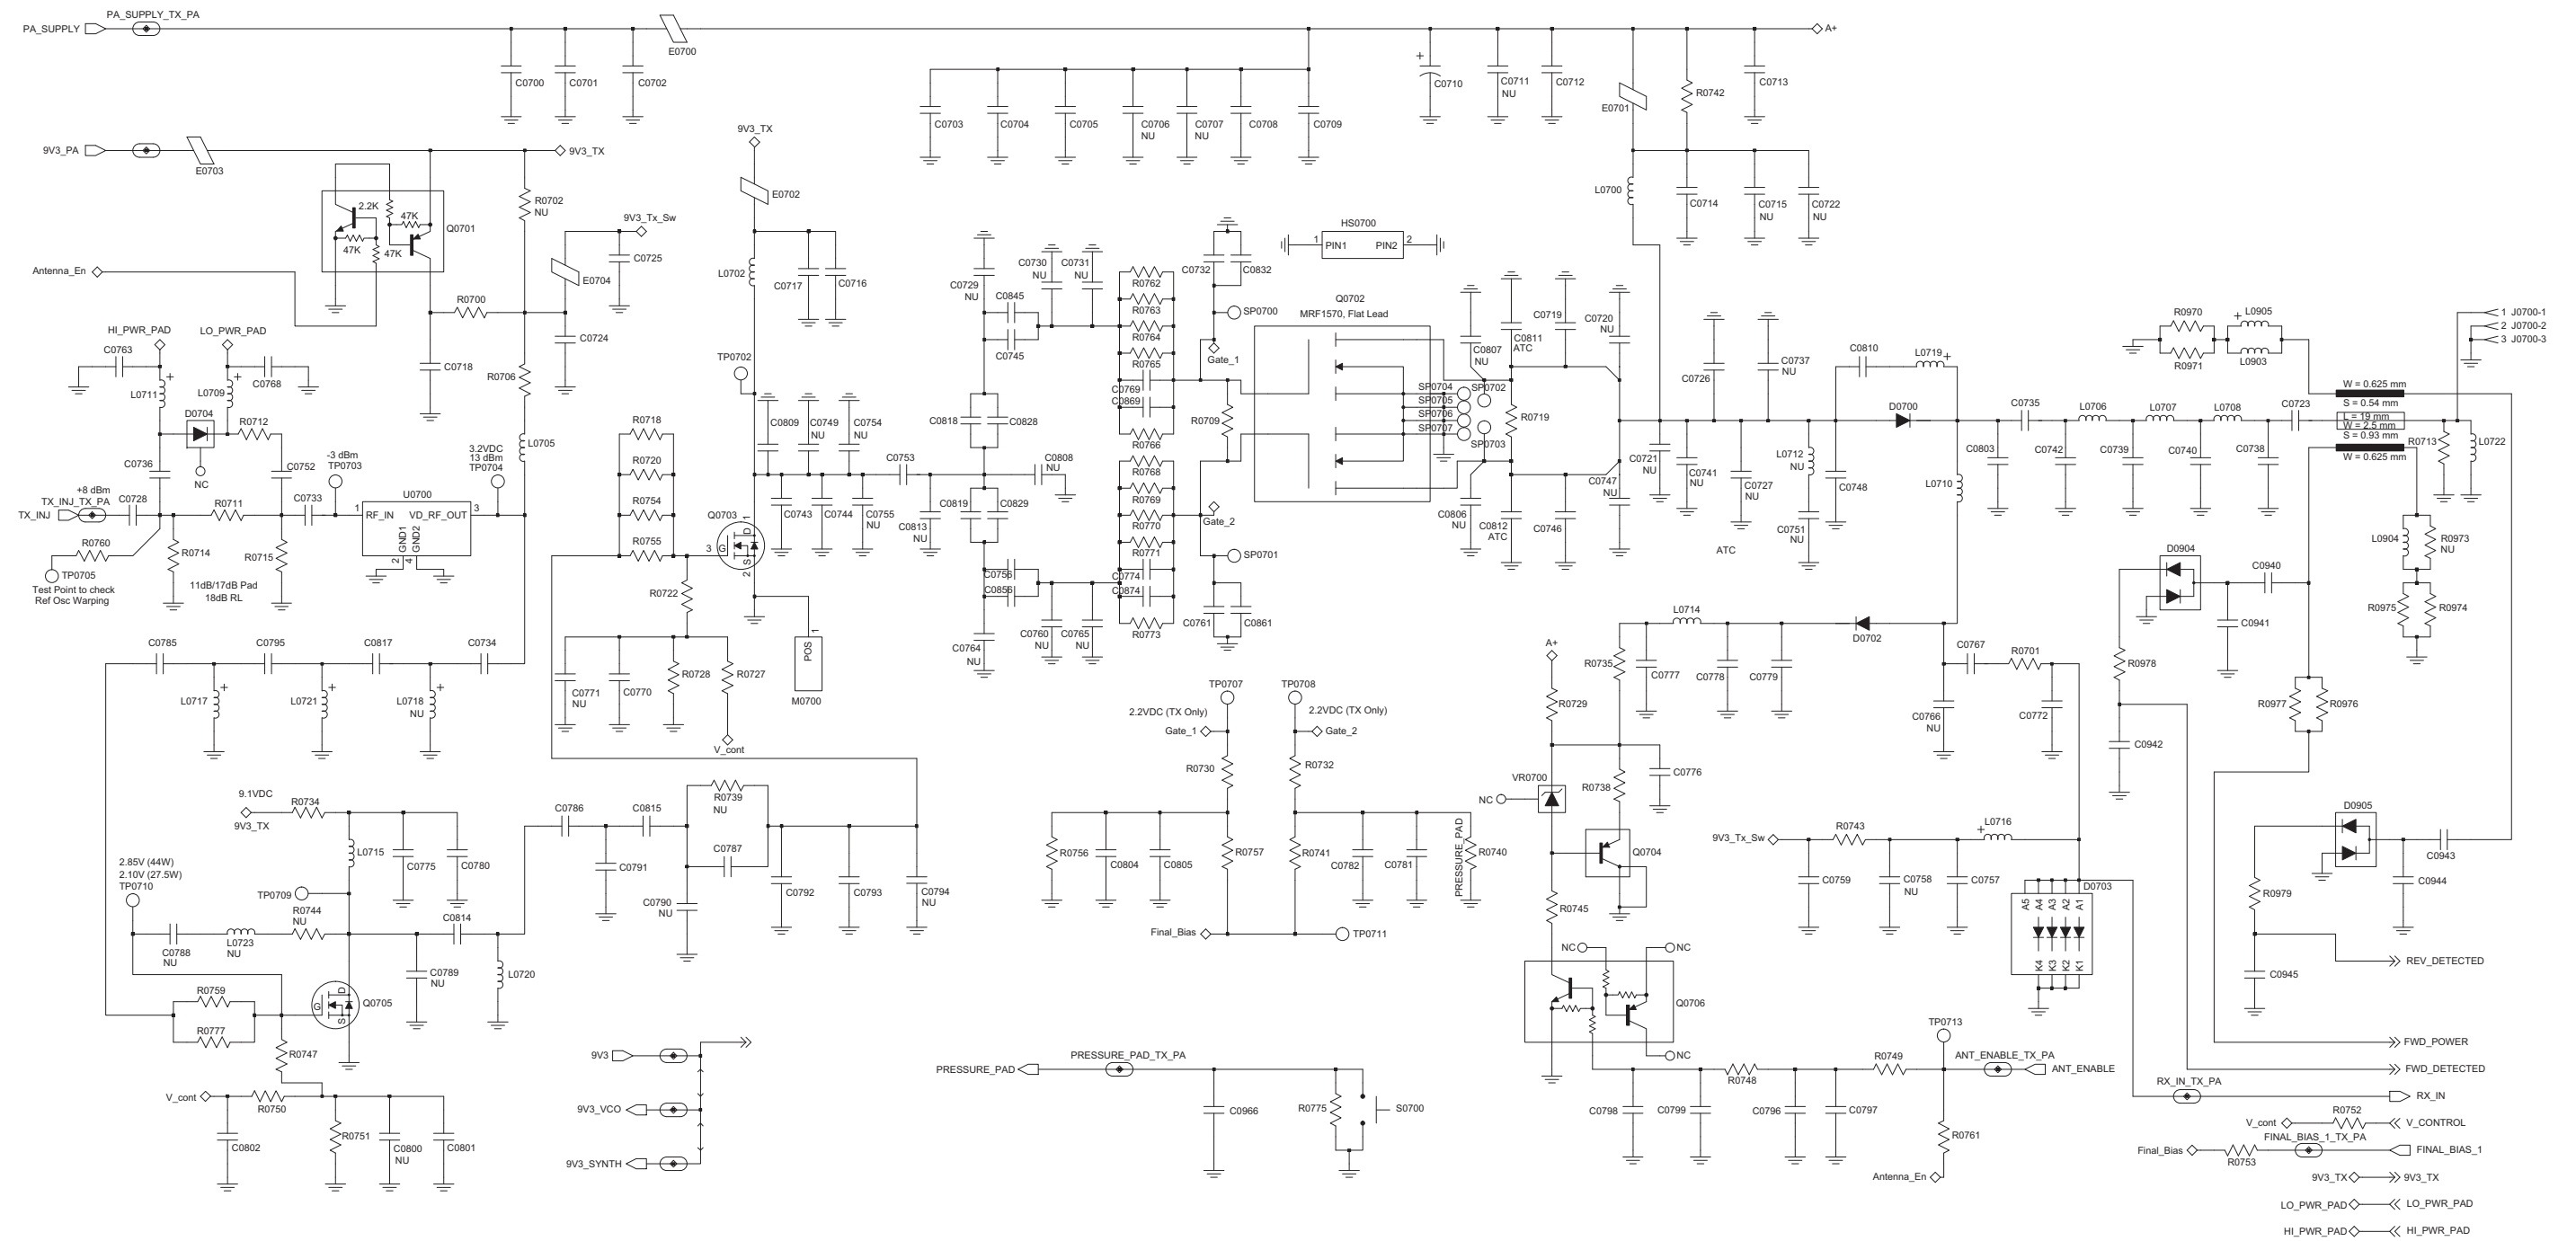 PA_SUPPLY_TX_PA
PA_SUPPLY
A+
E0700
C0700
C0701
C0702
C0703
C0704
C0705
C0706
NU
C0707
NU
C0708
C0709
C0710
C0711
NU
C0712
E0701
R0742
C0713
9V3_PA
E0703
9V3_TX
9V3_TX
E0702
2.2K
47K
47K
47K
Q0701
R0702
NU
9V3_Tx_Sw
C0725
E0704
Antenna_En
R0700
L0702
C0717
C0716
C0718
C0724
R0706
L0700
C0714
C0715
NU
C0722
NU
HS0700
1
PIN1
PIN2
2
C0729
NU
C0730
NU
C0731
NU
C0845
C0745
R0762
R0763
R0764
R0765
C0769
C0869
R0766
C0732
C0832
SP0700
Gate_1
Q0702
MRF1570, Flat Lead
SP0704
SP0705
SP0706
SP0707
SP0702
SP0703
C0807
NU
C0811
ATC
C0719
C0720
NU
R0709
R0719
HI_PWR_PAD
LO_PWR_PAD
C0763
C0768
L0711
L0709
D0704
R0712
NC
C0736
C0752
-3 dBm
TP0703
3.2VDC
13 dBm
TP0704
L0705
+8 dBm
TX_INJ_TX_PA
TX_INJ
C0728
R0711
C0733
U0700
1
RF_IN
VD_RF_OUT
3
GND1
GND2
2
4
R0760
TP0705
Test Point to check
Ref Osc Warping
R0714
R0715
11dB/17dB Pad
18dB RL
TP0702
C0809
C0749
NU
C0754
NU
C0753
C0743
C0744
C0755
NU
C0813
NU
C0818
C0828
C0808
NU
C0819
C0829
R0718
R0720
R0754
R0755
Q0703
1
D
3
G
S
2
R0722
POS
1
M0700
C0756
C0856
C0760
NU
C0765
NU
C0764
NU
R0768
R0769
R0770
R0771
C0774
C0874
R0773
Gate_2
SP0701
C0761
C0861
C0806
NU
C0812
ATC
C0746
C0747
NU
C0721
NU
C0741
NU
C0726
C0737
NU
C0727
NU
L0712
NU
C0751
NU
ATC
C0748
C0810
L0719
D0700
L0710
C0803
C0735
C0742
L0706
C0739
L0707
C0740
L0708
C0738
C0723
R0970
R0971
L0905
L0903
W = 0.625 mm
S = 0.54 mm
L = 19 mm
W = 2.5 mm
S = 0.93 mm
W = 0.625 mm
1 J0700-1
2 J0700-2
3 J0700-3
R0713
L0722
L0904
R0973
NU
R0975
R0974
D0904
C0940
C0941
R0978
C0942
R0977
R0976
C0785
C0795
C0817
C0734
L0717
L0721
L0718
NU
C0771
NU
C0770
R0728
R0727
V_cont
TP0707
TP0708
2.2VDC (TX Only)
2.2VDC (TX Only)
Gate_1
Gate_2
R0730
R0732
R0756
C0804
C0805
R0757
R0741
C0782
C0781
PRESSURE_PAD
R0740
Final_Bias
TP0711
A+
R0729
R0735
L0714
C0777
C0778
C0779
D0702
C0767
R0701
C0766
NU
C0772
VR0700
NC
R0738
C0776
Q0704
R0745
9V3_Tx_Sw
R0743
L0716
C0759
C0758
NU
C0757
D0703
A5
A4
A3
A2
A1
K4
K3
K2
K1
D0905
C0943
C0944
R0979
C0945
REV_DETECTED
FWD_POWER
FWD_DETECTED
9.1VDC
9V3_TX
R0734
L0715
C0775
C0780
2.85V (44W)
2.10V (27.5W)
TP0710
TP0709
R0744
NU
C0788
NU
L0723
NU
C0814
C0789
NU
L0720
R0759
R0777
Q0705
D
G
S
R0747
V_cont
R0750
C0802
R0751
C0800
NU
C0801
C0786
C0815
C0791
R0739
NU
C0787
C0790
NU
C0792
C0793
C0794
NU
9V3
9V3_VCO
9V3_SYNTH
PRESSURE_PAD_TX_PA
PRESSURE_PAD
C0966
R0775
S0700
NC
NC
Q0706
NC
C0798
C0799
R0748
C0796
C0797
R0749
TP0713
ANT_ENABLE_TX_PA
ANT_ENABLE
R0761
Antenna_En
RX_IN_TX_PA
RX_IN
V_cont
R0752
V_CONTROL
Final_Bias
R0753
FINAL_BIAS_1_TX_PA
FINAL_BIAS_1
9V3_TX
9V3_TX
LO_PWR_PAD
LO_PWR_PAD
HI_PWR_PAD
HI_PWR_PAD